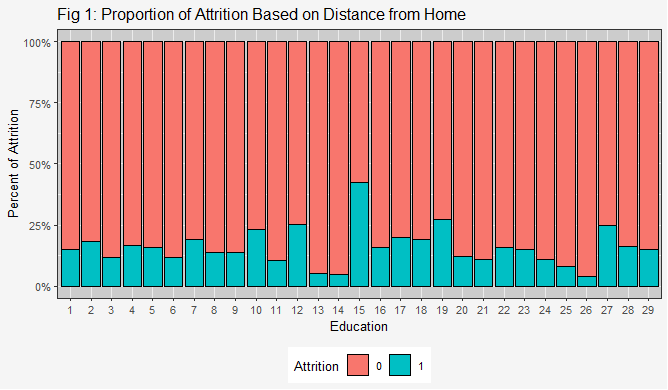 Fig 1: Proportion of Attrition Based on Distance from Home
100%
75%
50%
25%
0%
Percent of Attrition
1 2 3 4 5 6 7 8 9 10 11 12 13 14 15 16 17 18 19 20 21 22 23 24 25 26 27 28 29
Education
Attrition 0 1